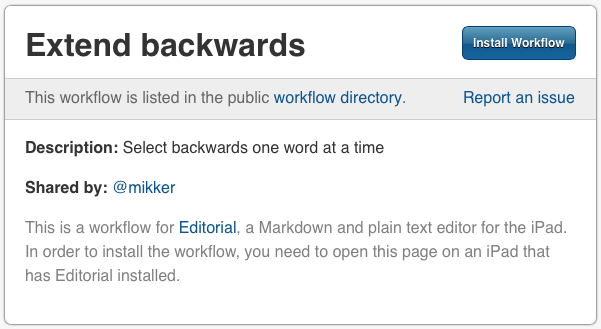 Extend backwards
Install Workflow
This workflow is listed in the public workflow directory.
Report an issue
Description: Select backwards one word at a time
Shared by: @mikker
This is a workflow for Editorial, a Markdown and plain text editor for the iPad.
In order to install the workflow, you need to open this page on an iPad that
has Editorial installed.